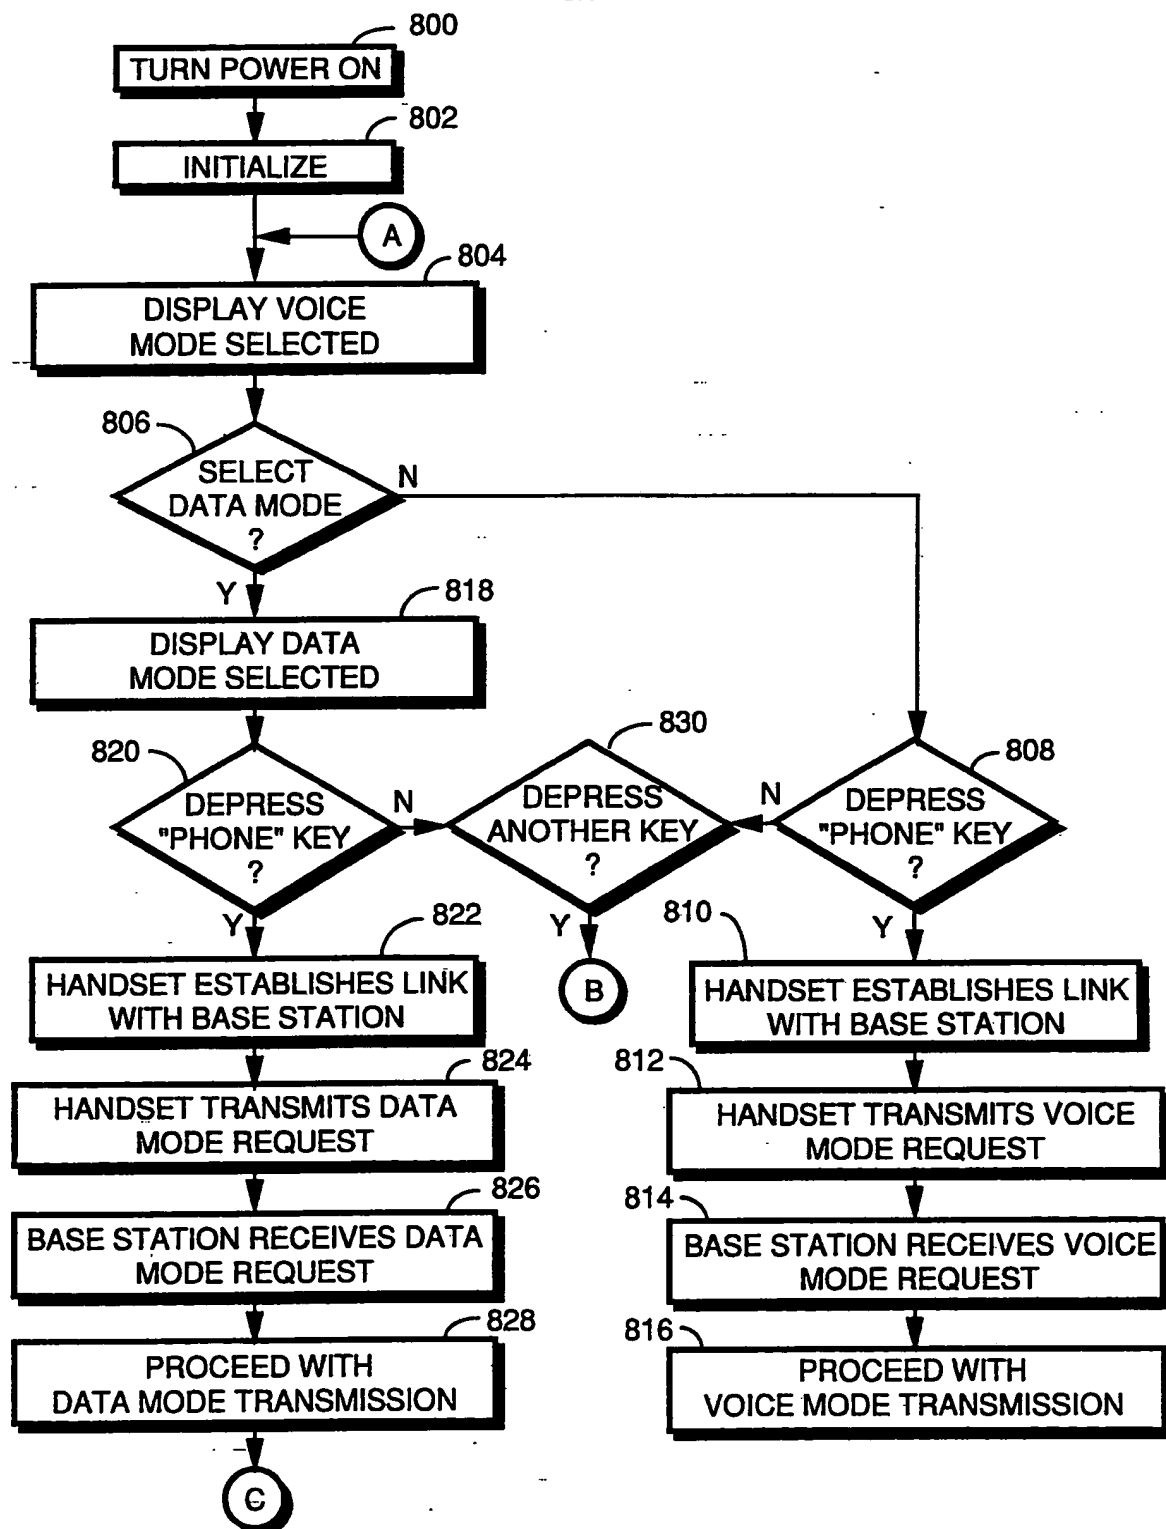 800
TURN POWER ON
802
INITIALIZE
A
804
DISPLAY VOICE
MODE SELECTED
806
SELECT
DATA MODE
?
N
Y
818
DISPLAY DATA
MODE SELECTED
820
DEPRESS
"PHONE" KEY
?
N
Y
830
DEPRESS
ANOTHER KEY
?
Y
B
808
DEPRESS
"PHONE" KEY
?
N
Y
822
HANDSET ESTABLISHES LINK
WITH BASE STATION
824
HANDSET TRANSMITS DATA
MODE REQUEST
826
BASE STATION RECEIVES DATA
MODE REQUEST
828
PROCEED WITH
DATA MODE TRANSMISSION
C
810
HANDSET ESTABLISHES LINK
WITH BASE STATION
812
HANDSET TRANSMITS VOICE
MODE REQUEST
814
BASE STATION RECEIVES VOICE
MODE REQUEST
816
PROCEED WITH
VOICE MODE TRANSMISSION